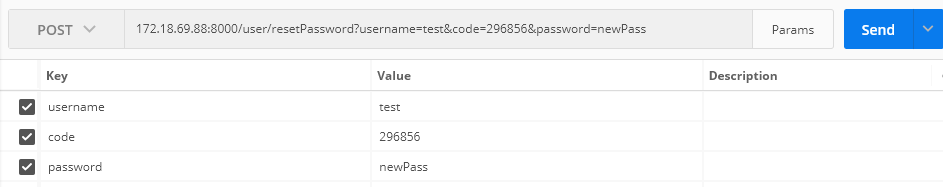 POST 172.18.69.88:8000/user/resetPassword?username=test&code=296856&password=newPass Params Send
Key Value Description
username test
code 296856
password newPass